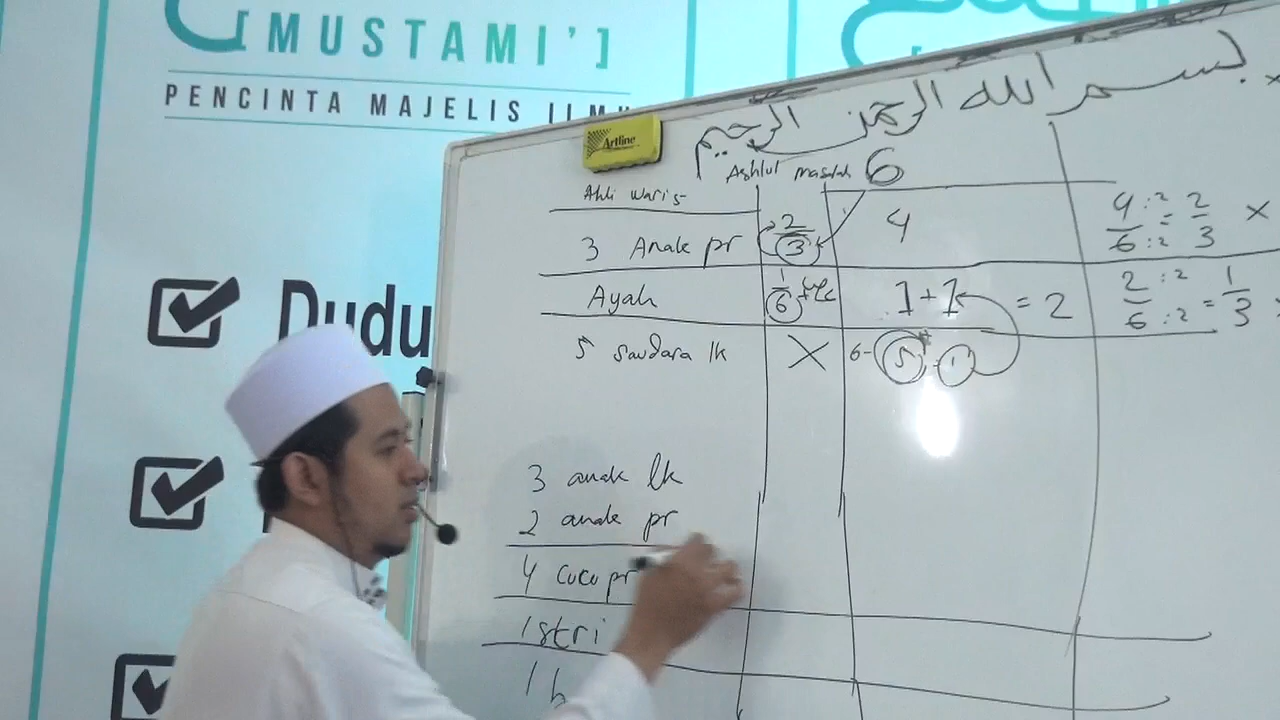 [MUSTAMI']
PENCINTA MAJELIS ILMU
Dudu
Artline
بسم الله الرحمن الرحيم
Ashlul masalah 6
Ahli waris
3 Anak pr 2/3 4 4/6 :2/:2 = 2/3 ×
Ayah 1/6 1+1 = 2 2/6 :2/:2 = 1/3
5 saudara lk X 6-5 = 1
3 anak lk
2 anak pr
4 cucu pr
Istri